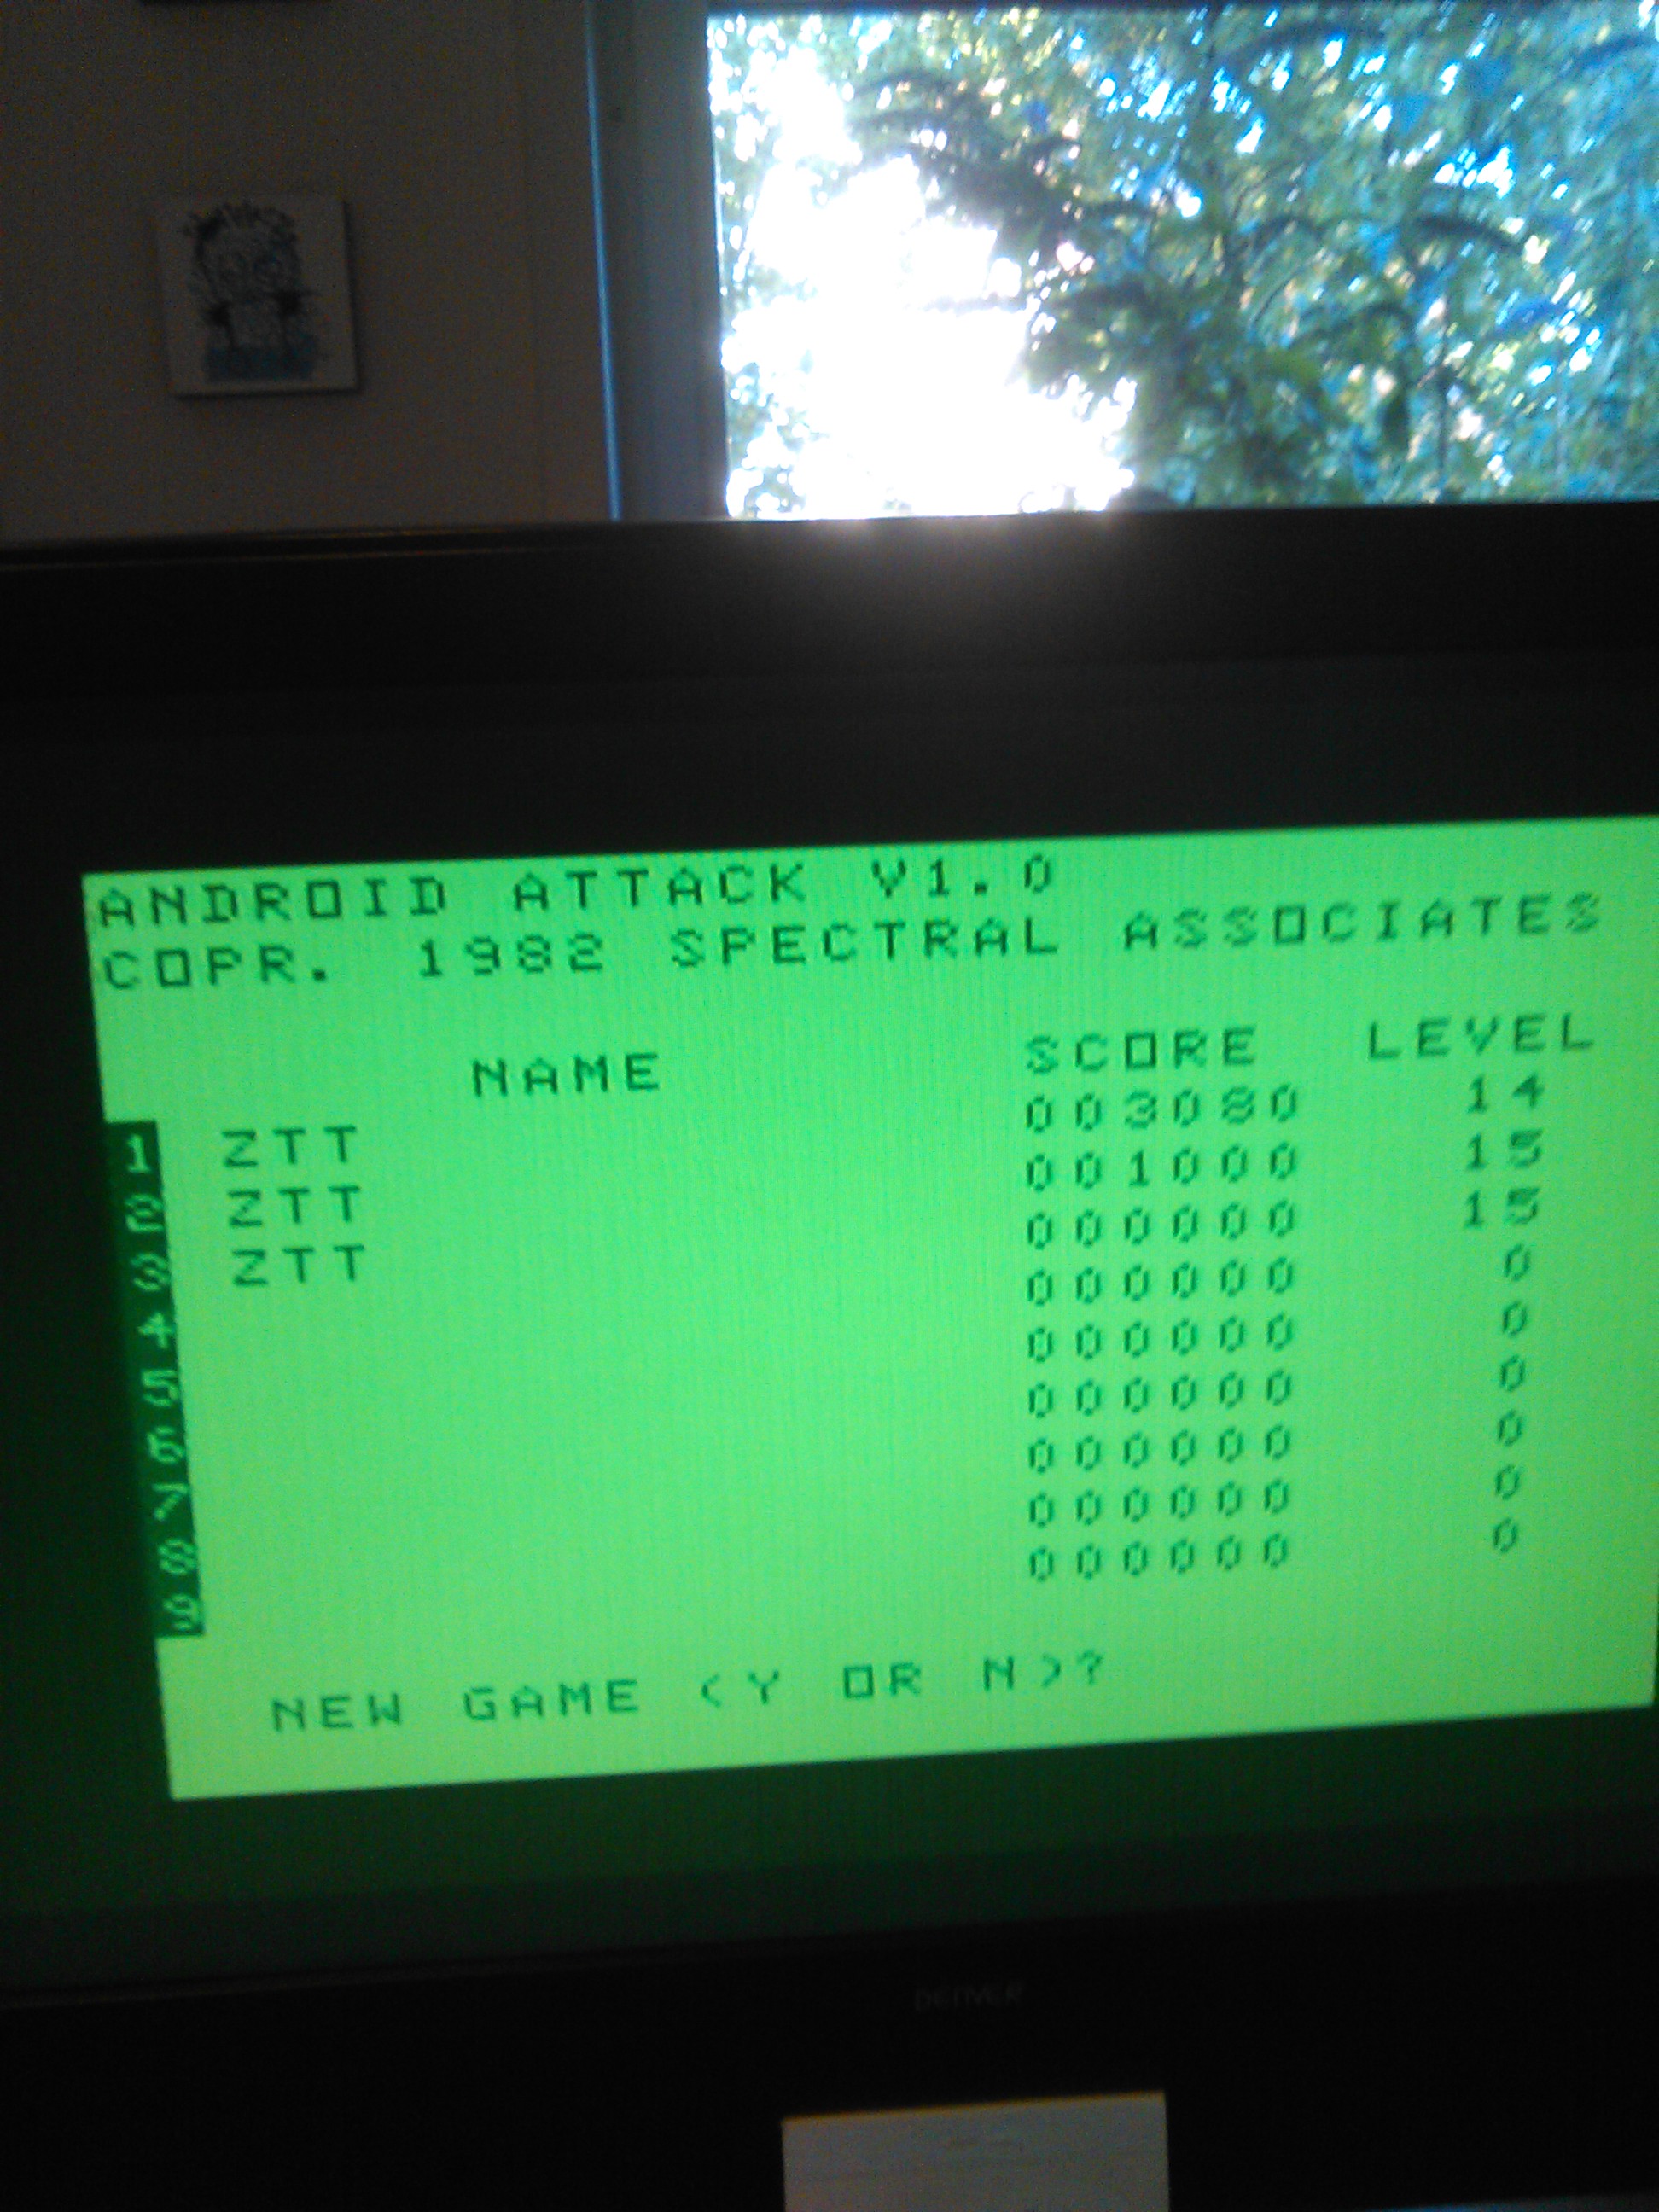 ANDROID ATTACK V1.0
COPR. 1982 SPECTRAL ASSOCIATES
NAME SCORE LEVEL
1 ZTT 003080 14
2 ZTT 001000 15
3 ZTT 000000 15
4 000000 0
5 000000 0
6 000000 0
7 000000 0
8 000000 0
9 000000 0
NEW GAME <Y OR N>?
DENVER